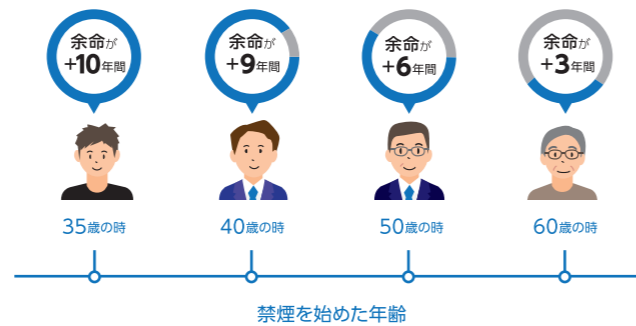 余命が
+10年間
余命が
+9年間
余命が
+6年間
余命が
+3年間
35歳の時
40歳の時
50歳の時
60歳の時
禁煙を始めた年齢